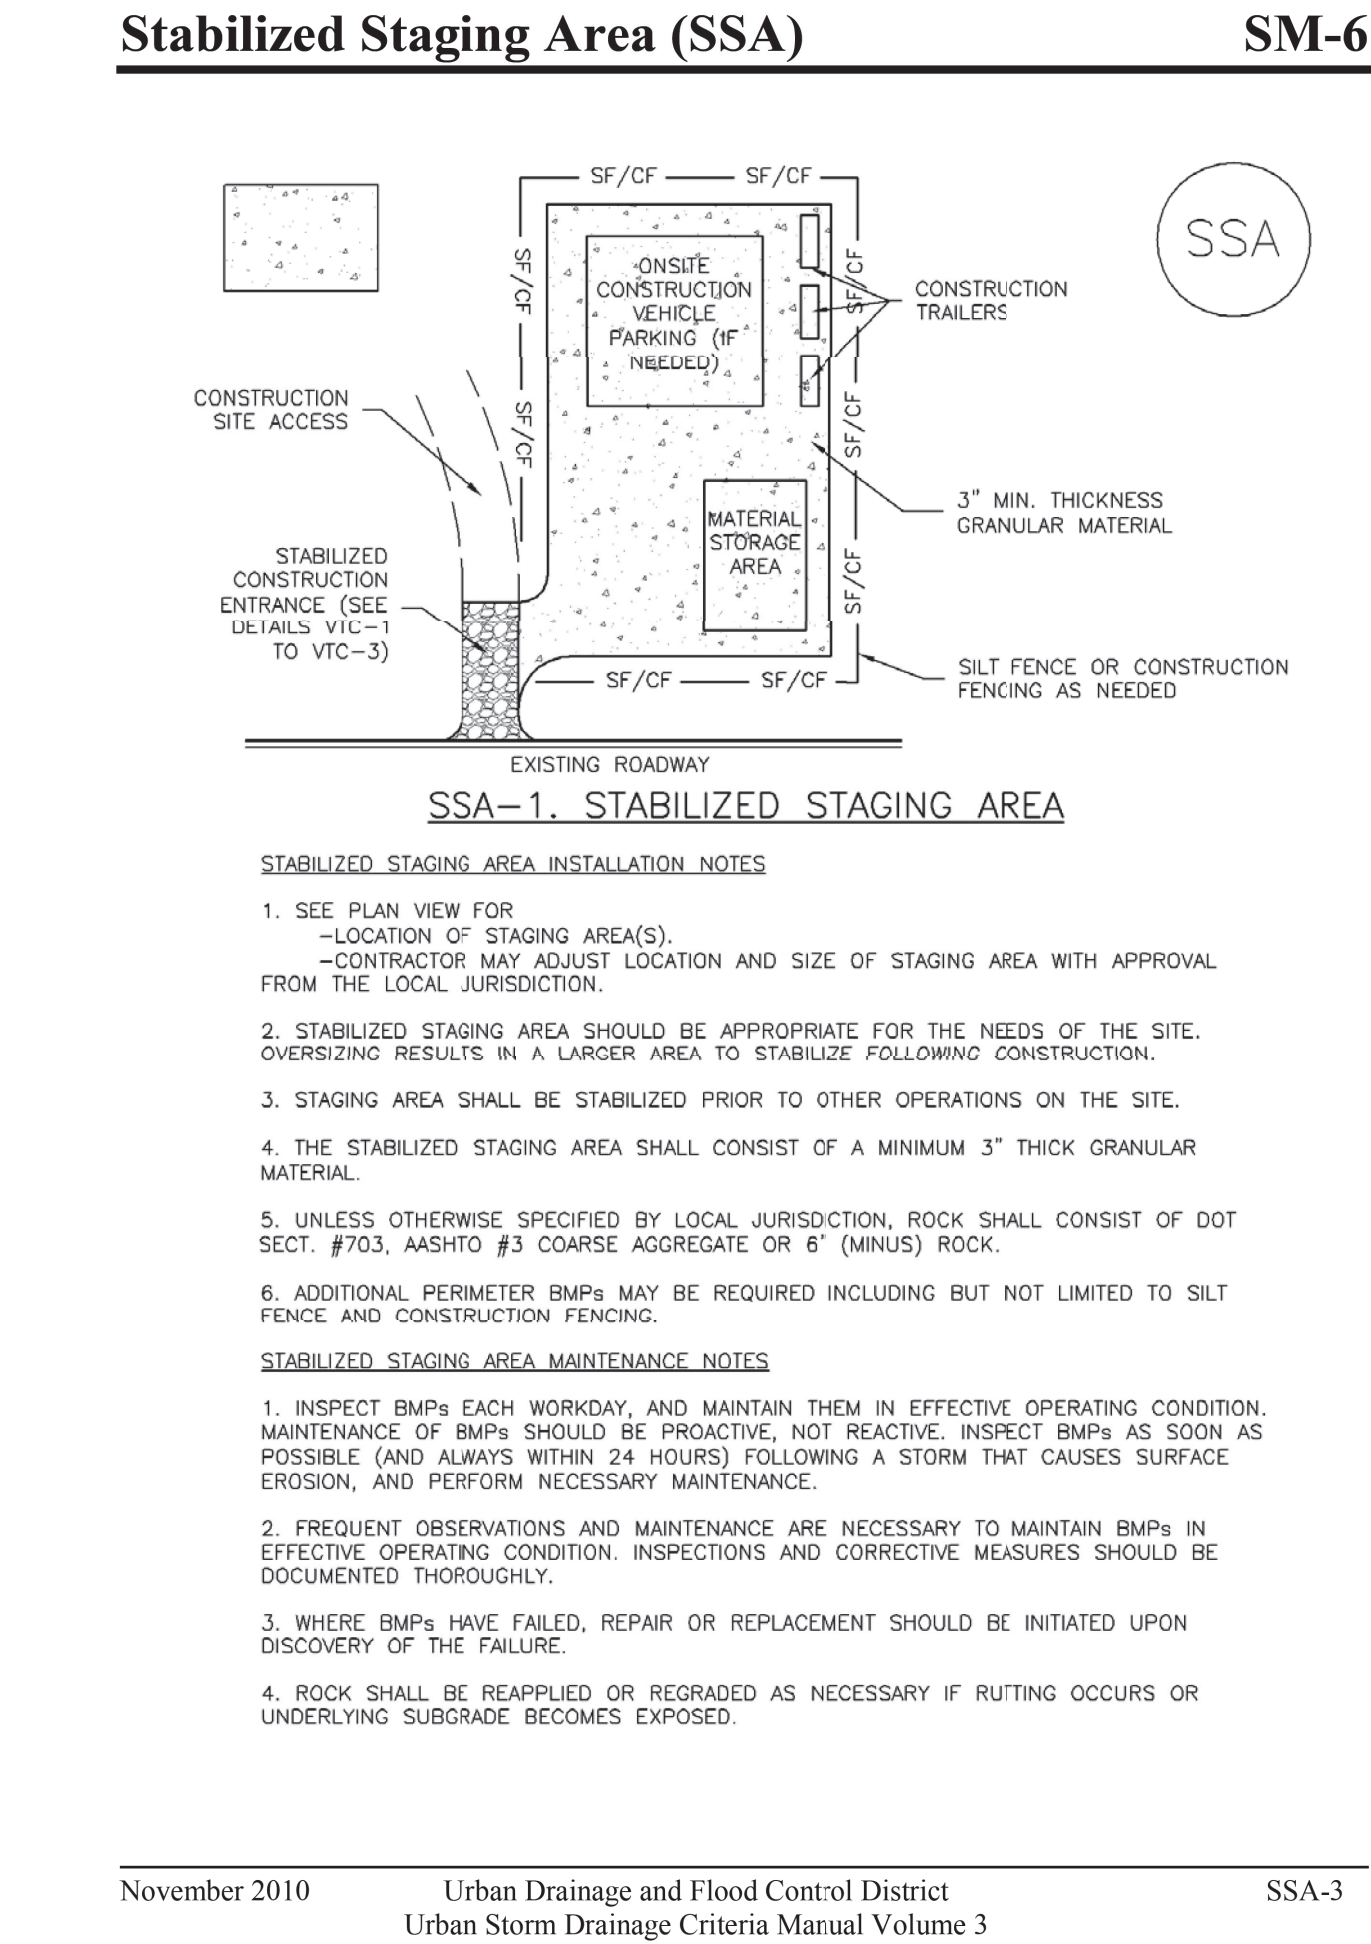 Stabilized Staging Area (SSA) SM-6
SF/CF SF/CF
SSA
SF/CF
SF/CF
ONSITE
CONSTRUCTION
VEHICLE
PARKING (IF
NEEDED)
CONSTRUCTION
TRAILERS
CONSTRUCTION
SITE ACCESS
SF/CF
SF/CF
3" MIN. THICKNESS
GRANULAR MATERIAL
MATERIAL
STORAGE
AREA
STABILIZED
CONSTRUCTION
ENTRANCE (SEE
DETAILS VTC-1
TO VTC-3)
SF/CF
SF/CF SF/CF
SILT FENCE OR CONSTRUCTION
FENCING AS NEEDED
EXISTING ROADWAY
SSA-1. STABILIZED STAGING AREA
STABILIZED STAGING AREA INSTALLATION NOTES
1. SEE PLAN VIEW FOR
-LOCATION OF STAGING AREA(S).
-CONTRACTOR MAY ADJUST LOCATION AND SIZE OF STAGING AREA WITH APPROVAL
FROM THE LOCAL JURISDICTION.
2. STABILIZED STAGING AREA SHOULD BE APPROPRIATE FOR THE NEEDS OF THE SITE.
OVERSIZING RESULTS IN A LARGER AREA TO STABILIZE FOLLOWING CONSTRUCTION.
3. STAGING AREA SHALL BE STABILIZED PRIOR TO OTHER OPERATIONS ON THE SITE.
4. THE STABILIZED STAGING AREA SHALL CONSIST OF A MINIMUM 3" THICK GRANULAR
MATERIAL.
5. UNLESS OTHERWISE SPECIFIED BY LOCAL JURISDICTION, ROCK SHALL CONSIST OF DOT
SECT. #703, AASHTO #3 COARSE AGGREGATE OR 6" (MINUS) ROCK.
6. ADDITIONAL PERIMETER BMPs MAY BE REQUIRED INCLUDING BUT NOT LIMITED TO SILT
FENCE AND CONSTRUCTION FENCING.
STABILIZED STAGING AREA MAINTENANCE NOTES
1. INSPECT BMPs EACH WORKDAY, AND MAINTAIN THEM IN EFFECTIVE OPERATING CONDITION.
MAINTENANCE OF BMPs SHOULD BE PROACTIVE, NOT REACTIVE. INSPECT BMPs AS SOON AS
POSSIBLE (AND ALWAYS WITHIN 24 HOURS) FOLLOWING A STORM THAT CAUSES SURFACE
EROSION, AND PERFORM NECESSARY MAINTENANCE.
2. FREQUENT OBSERVATIONS AND MAINTENANCE ARE NECESSARY TO MAINTAIN BMPs IN
EFFECTIVE OPERATING CONDITION. INSPECTIONS AND CORRECTIVE MEASURES SHOULD BE
DOCUMENTED THOROUGHLY.
3. WHERE BMPs HAVE FAILED, REPAIR OR REPLACEMENT SHOULD BE INITIATED UPON
DISCOVERY OF THE FAILURE.
4. ROCK SHALL BE REAPPLIED OR REGRADED AS NECESSARY IF RUTTING OCCURS OR
UNDERLYING SUBGRADE BECOMES EXPOSED.
November 2010 Urban Drainage and Flood Control District SSA-3
Urban Storm Drainage Criteria Manual Volume 3